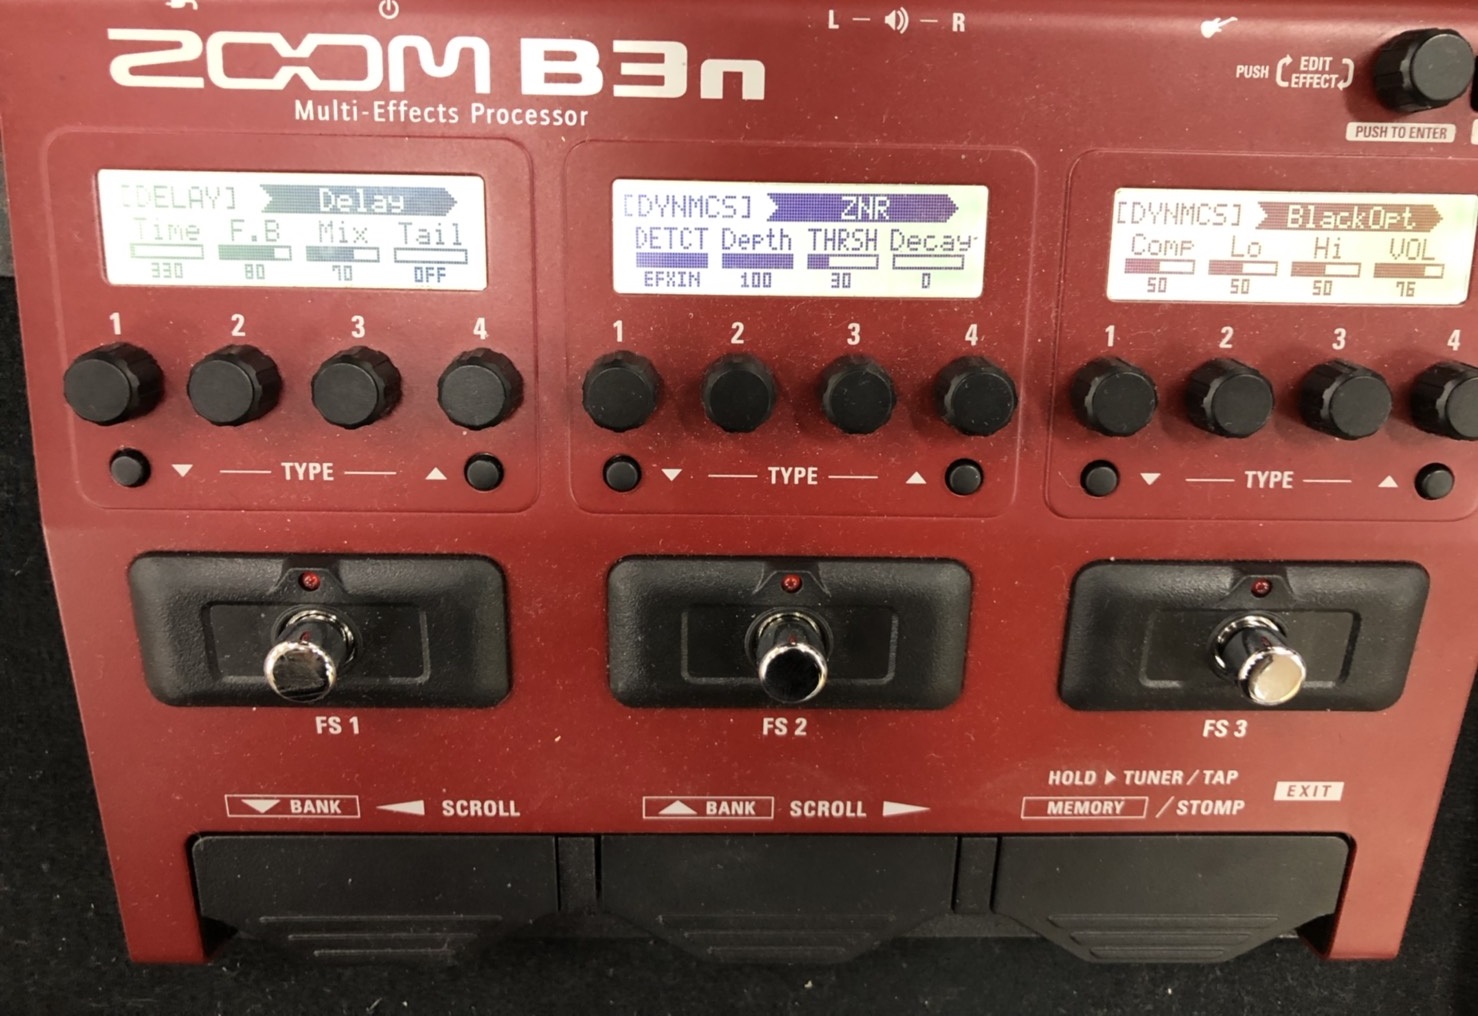 L R
ZOOM B3n
Multi-Effects Processor
PUSH EDIT EFFECT
PUSH TO ENTER
[DELAY] Delay
Time F.B Mix Tail
330 80 70 OFF
[DYNMCS] ZNR
DETCT Depth THRSH Decay
EFXIN 100 30 0
[DYNMCS] BlackOpt
Comp Lo Hi VOL
50 50 50 76
1 2 3 4
1 2 3 4
1 2 3 4
TYPE
TYPE
TYPE
FS 1
FS 2
FS 3
BANK SCROLL
BANK SCROLL
HOLD TUNER / TAP
MEMORY / STOMP
EXIT